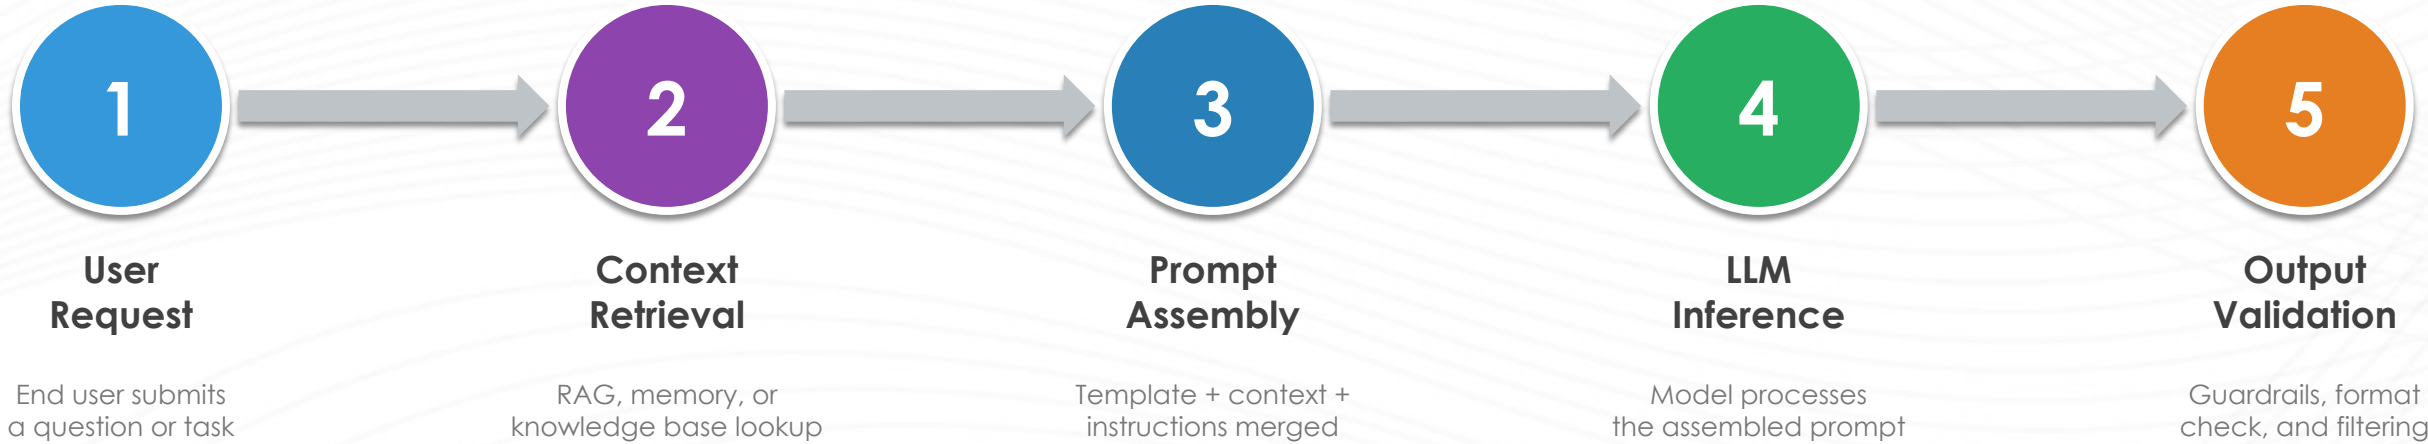 1
User
Request
End user submits
a question or task
2
Context
Retrieval
RAG, memory, or
knowledge base lookup
3
Prompt
Assembly
Template + context +
instructions merged
4
LLM
Inference
Model processes
the assembled prompt
5
Output
Validation
Guardrails, format
check, and filtering